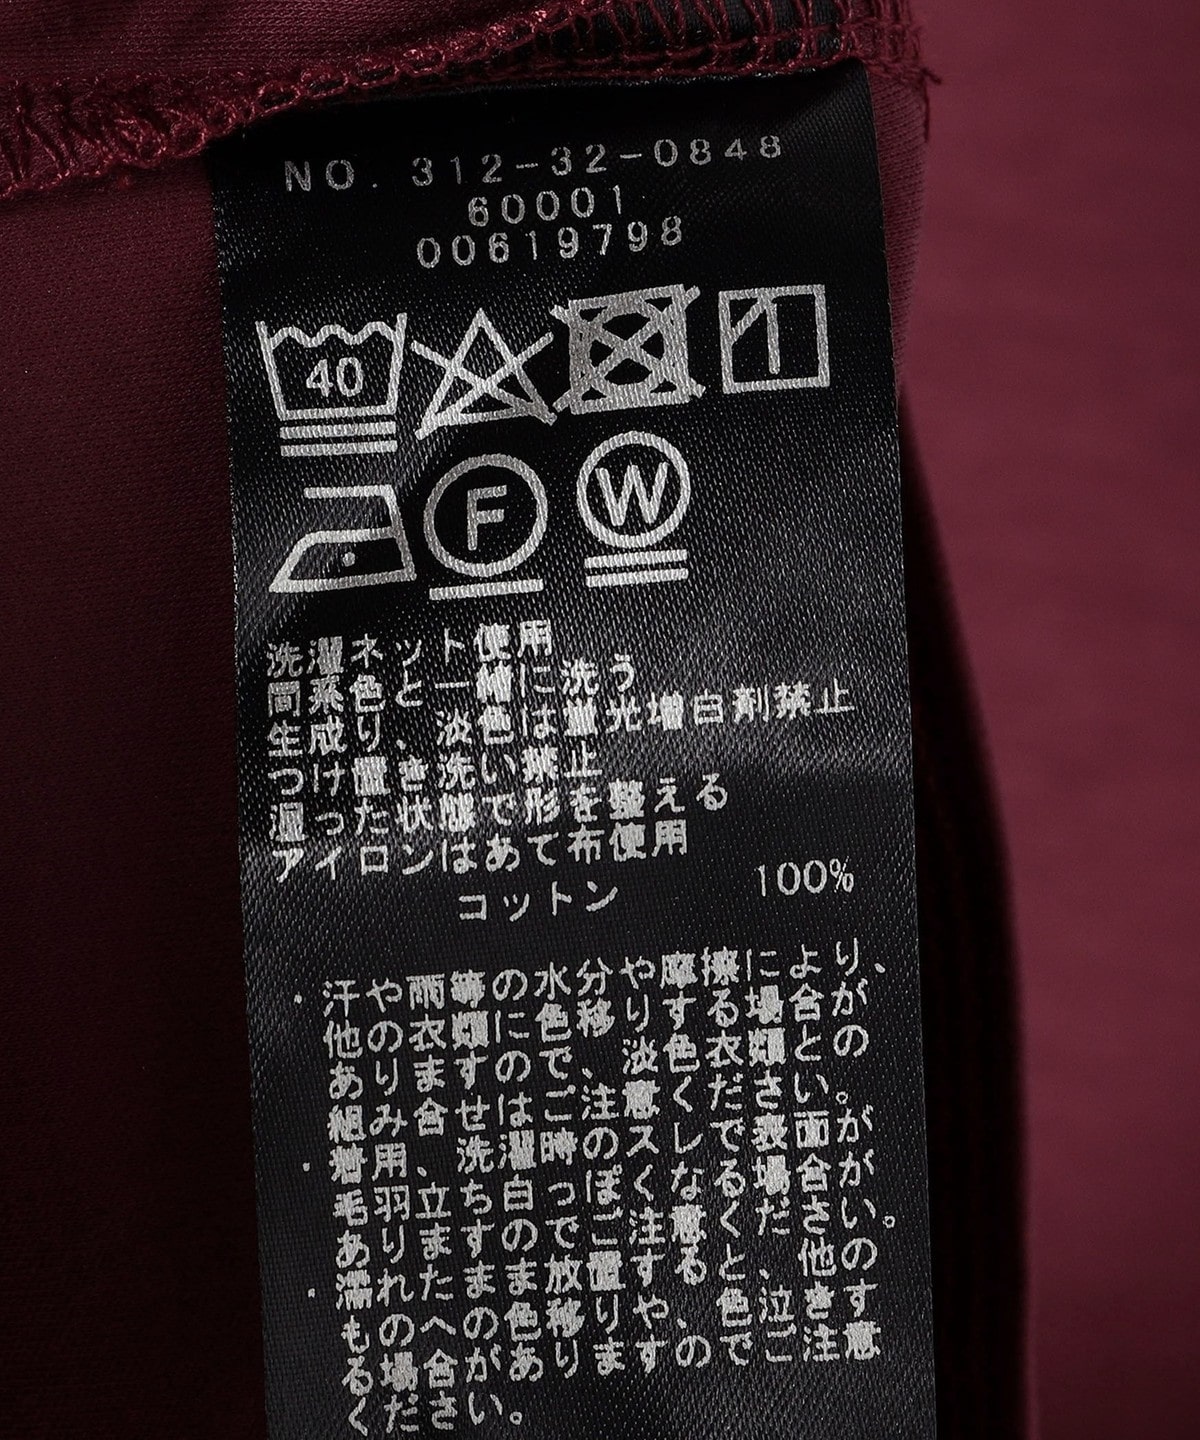 NO. 312-32-0848
60001
00619798
40
F
W
洗濯ネット使用
同系色と一緒に洗う
生成り、淡色は蛍光増白剤禁止
つけ置き洗い禁止
湿った状態で形を整える
アイロンはあて布使用
コットン 100%
・汗や雨等の水分や摩擦により、
他の衣類に色移りする場合が
ありますので、淡色衣類との
組み合せはご注意ください。
・着用、洗濯時のスレで表面が
毛羽立ち白っぽくなる場合が
ありますのでご注意ください。
・濡れたまま放置すると、他の
ものへの色移りや、色泣きす
る場合がありますのでご注意
ください。